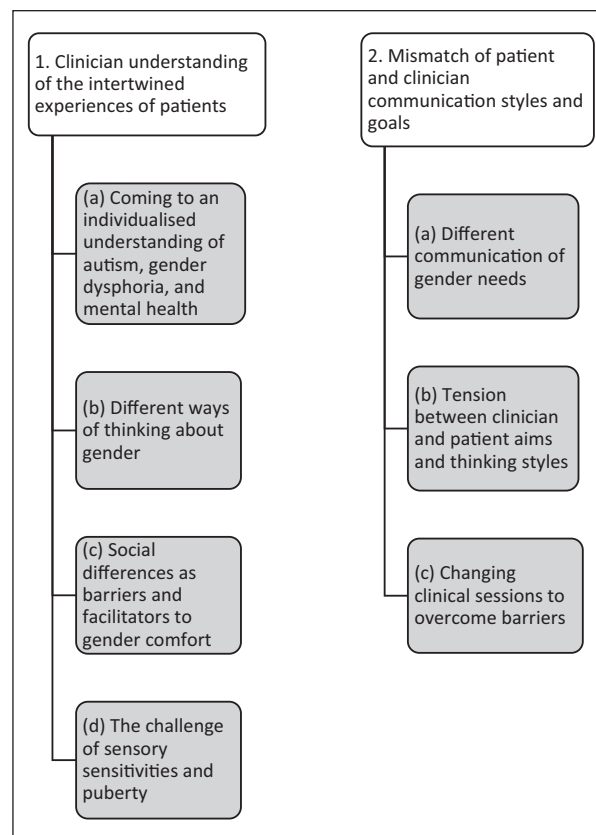 1. Clinician understanding
of the intertwined
experiences of patients
(a) Coming to an
individualised
understanding of
autism, gender
dysphoria, and
mental health
(b) Different ways
of thinking about
gender
(c) Social
differences as
barriers and
facilitators to
gender comfort
(d) The challenge
of sensory
sensitivities and
puberty
2. Mismatch of patient
and clinician
communication styles and
goals
(a) Different
communication of
gender needs
(b) Tension
between clinician
and patient aims
and thinking styles
(c) Changing
clinical sessions to
overcome barriers